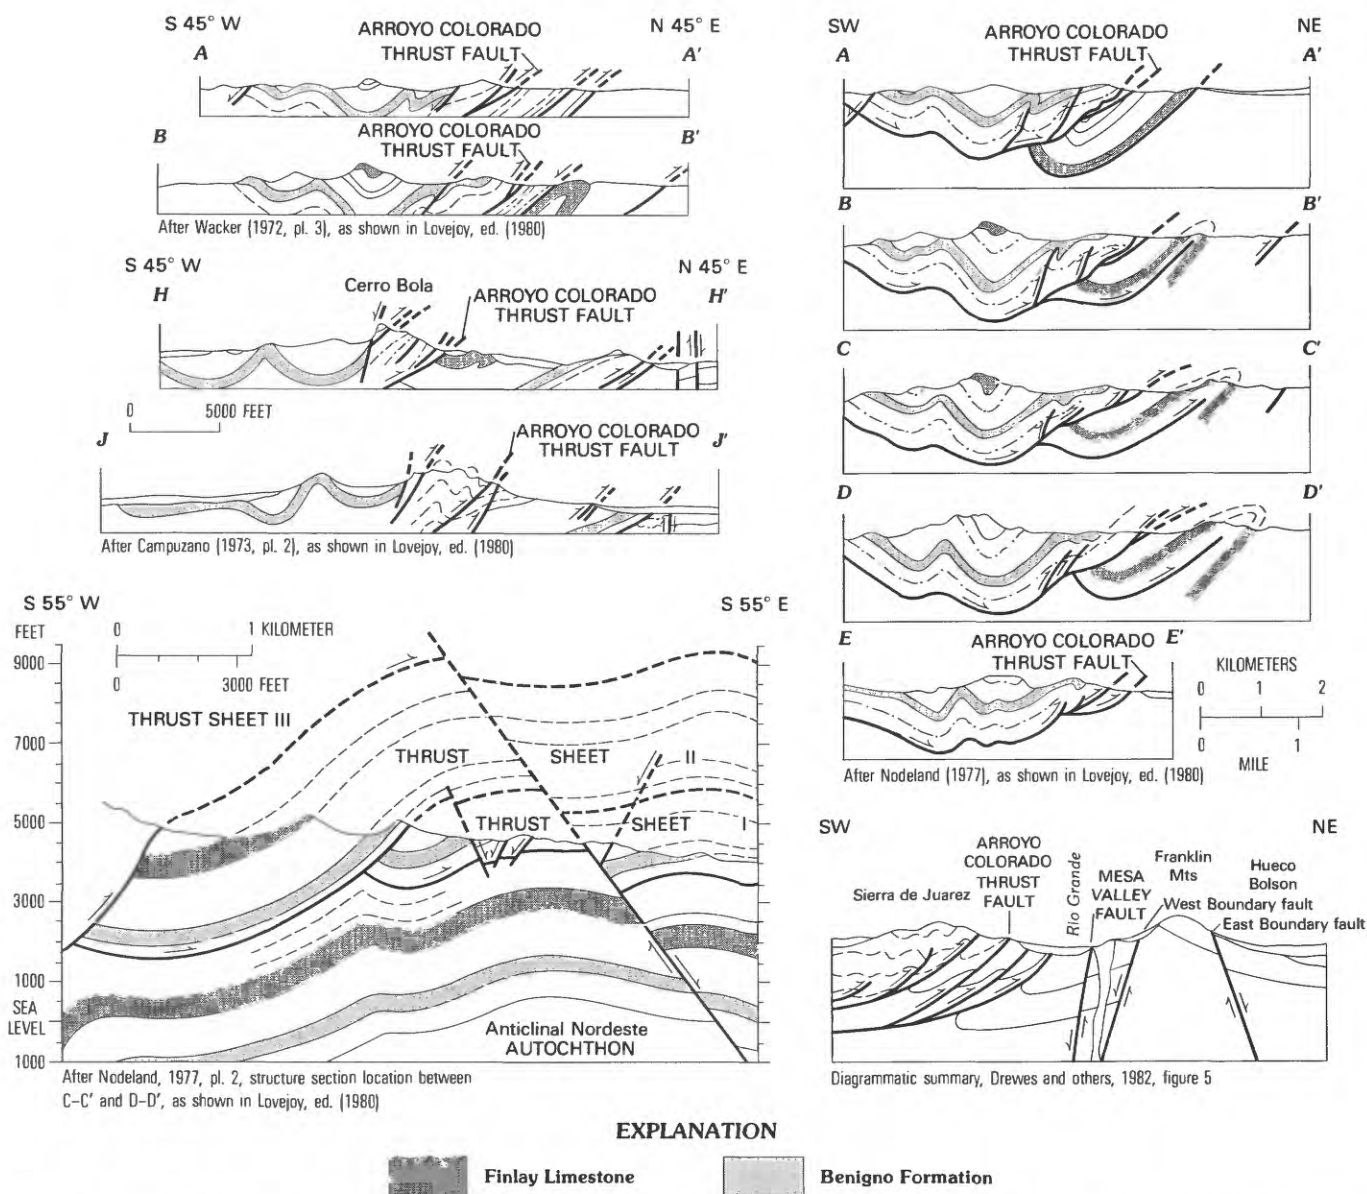 S 45° W
ARROYO COLORADO
THRUST FAULT
N 45° E
A
A'
B
ARROYO COLORADO
THRUST FAULT
B'
After Wacker (1972, pl. 3), as shown in Lovejoy, ed. (1980)
S 45° W
N 45° E
H
Cerro Bola
ARROYO COLORADO
THRUST FAULT
H'
0 5000 FEET
J
ARROYO COLORADO
THRUST FAULT
J'
After Campuzano (1973, pl. 2), as shown in Lovejoy, ed. (1980)
S 55° W
S 55° E
FEET
0 1 KILOMETER
0 3000 FEET
9000
THRUST SHEET III
7000
THRUST SHEET II
5000
THRUST SHEET I
3000
1000
SEA
LEVEL
1000
Anticlinal Nordeste
AUTOCHTHON
After Nodeland, 1977, pl. 2, structure section location between
C–C' and D–D', as shown in Lovejoy, ed. (1980)
SW
ARROYO COLORADO
THRUST FAULT
NE
A
A'
B
B'
C
C'
D
D'
E
ARROYO COLORADO
THRUST FAULT
E'
KILOMETERS
0 1 2
0 1
MILE
After Nodeland (1977), as shown in Lovejoy, ed. (1980)
SW
NE
Sierra de Juarez
ARROYO
COLORADO
THRUST
FAULT
Rio Grande
MESA
VALLEY
FAULT
Franklin
Mts
West Boundary fault
Hueco
Bolson
East Boundary fault
Diagrammatic summary, Drewes and others, 1982, figure 5
EXPLANATION
Finlay Limestone
Benigno Formation